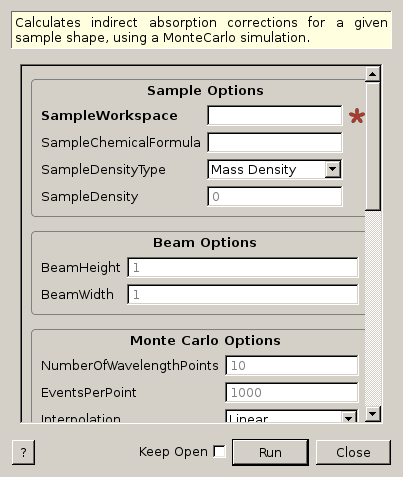 Calculates indirect absorption corrections for a given
sample shape, using a MonteCarlo simulation.
Sample Options
SampleWorkspace *
SampleChemicalFormula
SampleDensityType Mass Density
SampleDensity 0
Beam Options
BeamHeight 1
BeamWidth 1
Monte Carlo Options
NumberOfWavelengthPoints 10
EventsPerPoint 1000
Interpolation Linear
? Keep Open Run Close